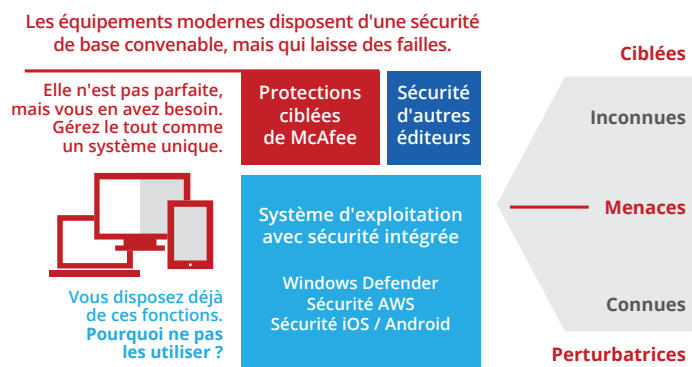 Les équipements modernes disposent d'une sécurité
de base convenable, mais qui laisse des failles.
Elle n'est pas parfaite,
mais vous en avez besoin.
Gérez le tout comme
un système unique.
Protections
ciblées
de McAfee
Sécurité
d'autres
éditeurs
Système d'exploitation
avec sécurité intégrée
Windows Defender
Sécurité AWS
Sécurité iOS / Android
Vous disposez déjà
de ces fonctions.
Pourquoi ne pas
les utiliser ?
Ciblées
Inconnues
Menaces
Connues
Perturbatrices